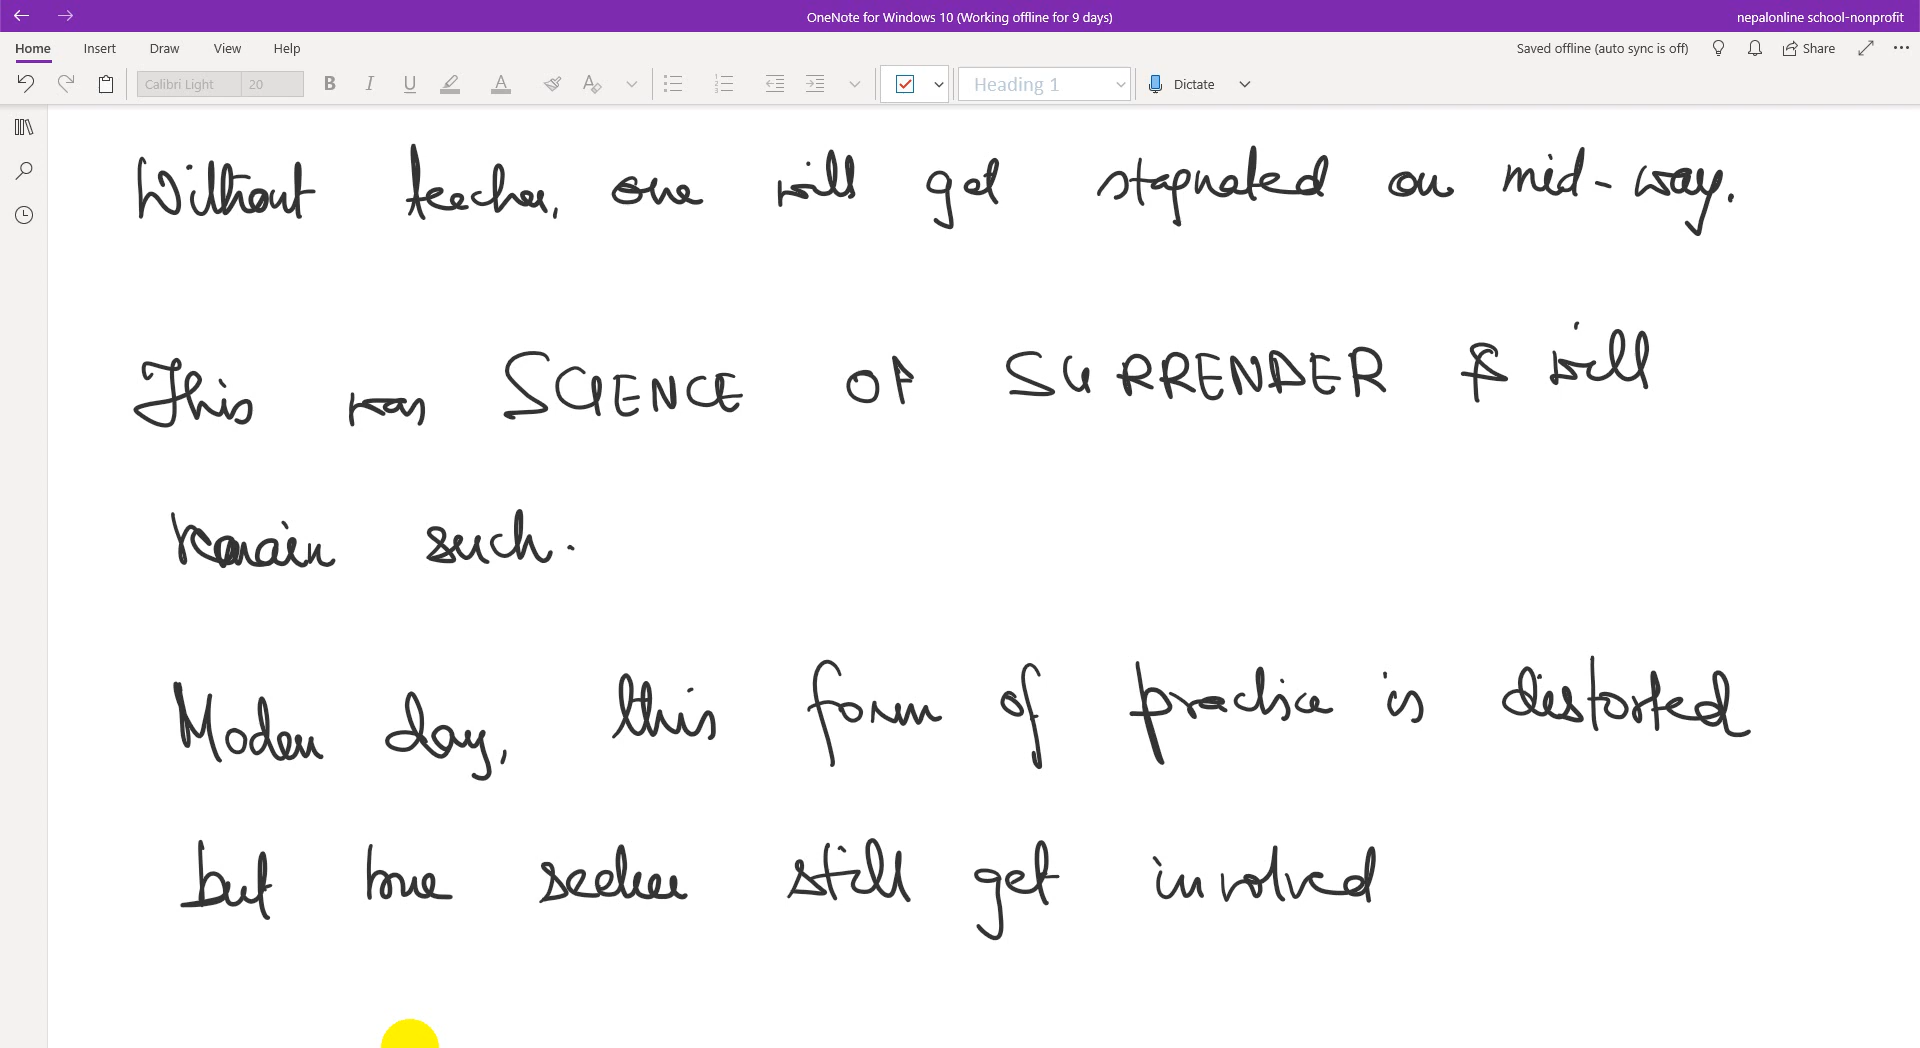 OneNote for Windows 10 (Working offline for 9 days)
nepalonline school-nonprofit
Home Insert Draw View Help
Saved offline (auto sync is off) Share
Calibri Light 20 B I U A A Heading 1 Dictate
Without teacher, one will get stagnated on mid-way.
This was SCIENCE OF SURRENDER & will
remain such.
Modern day, this form of practice is distorted
but true seeker still get involved